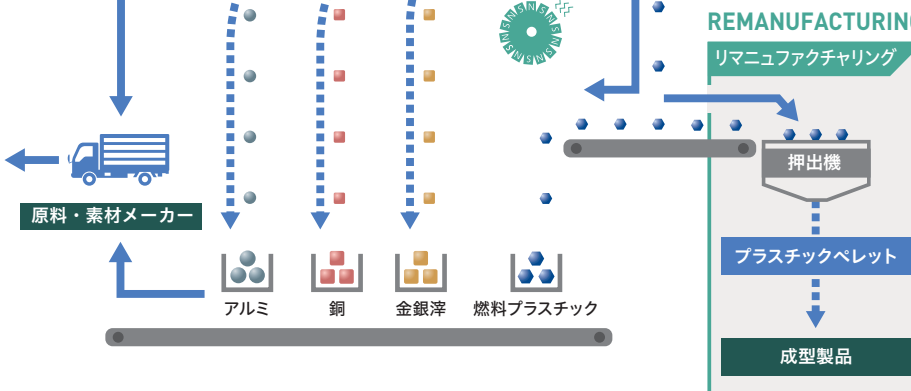 REMANUFACTURING
リマニュファクチャリング
押出機
原料・素材メーカー
プラスチックペレット
アルミ
銅
金銀滓
燃料プラスチック
成型製品